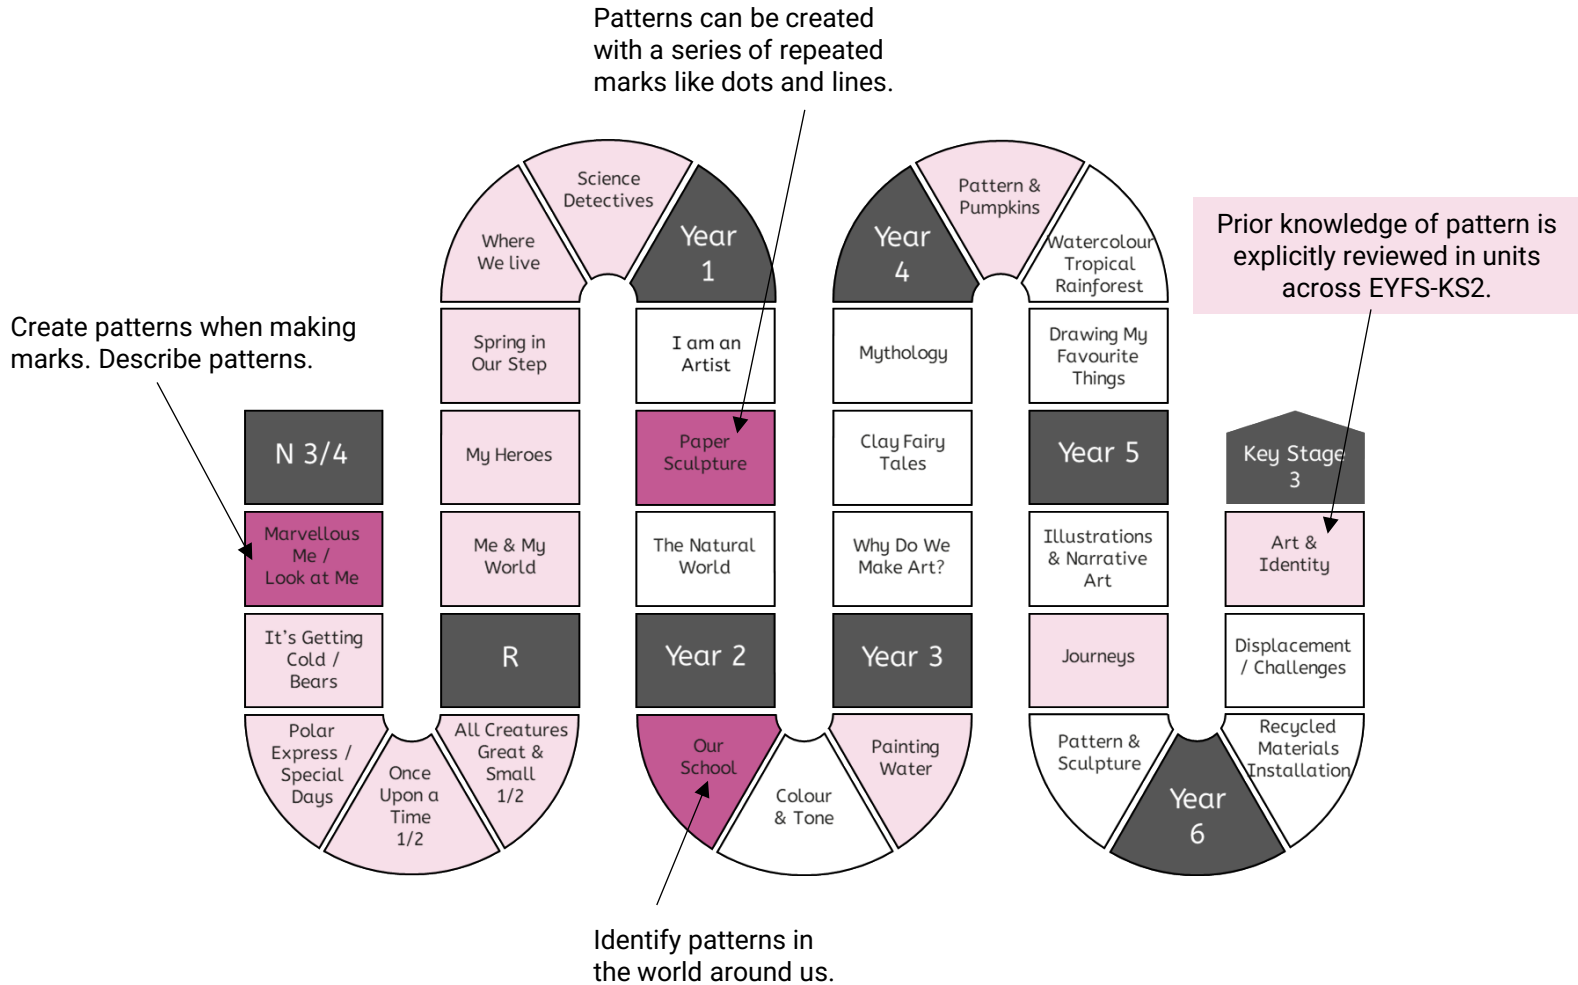 Patterns can be created
with a series of repeated
marks like dots and lines.
Prior knowledge of pattern is
explicitly reviewed in units
across EYFS-KS2.
Create patterns when making
marks. Describe patterns.
N 3/4
Marvellous
Me /
Look at Me
It's Getting
Cold /
Bears
Polar
Express /
Special
Days
Once
Upon a
Time
1/2
All Creatures
Great &
Small
1/2
R
Me & My
World
My Heroes
Spring in
Our Step
Where
We live
Science
Detectives
Year
1
I am an
Artist
Paper
Sculpture
The Natural
World
Year 2
Our
School
Colour
& Tone
Painting
Water
Year 3
Why Do We
Make Art?
Clay Fairy
Tales
Mythology
Year
4
Pattern &
Pumpkins
Watercolour
Tropical
Rainforest
Drawing My
Favourite
Things
Year 5
Illustrations
& Narrative
Art
Journeys
Pattern &
Sculpture
Year
6
Recycled
Materials
Installation
Displacement
/ Challenges
Art &
Identity
Key Stage
3
Identify patterns in
the world around us.